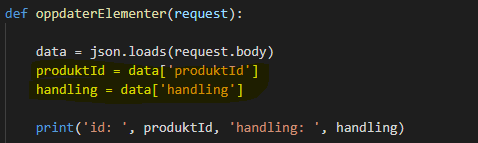 def oppdaterElementer(request):
data = json.loads(request.body)
produktId = data['produktId']
handling = data['handling']
print('id: ', produktId, 'handling: ', handling)